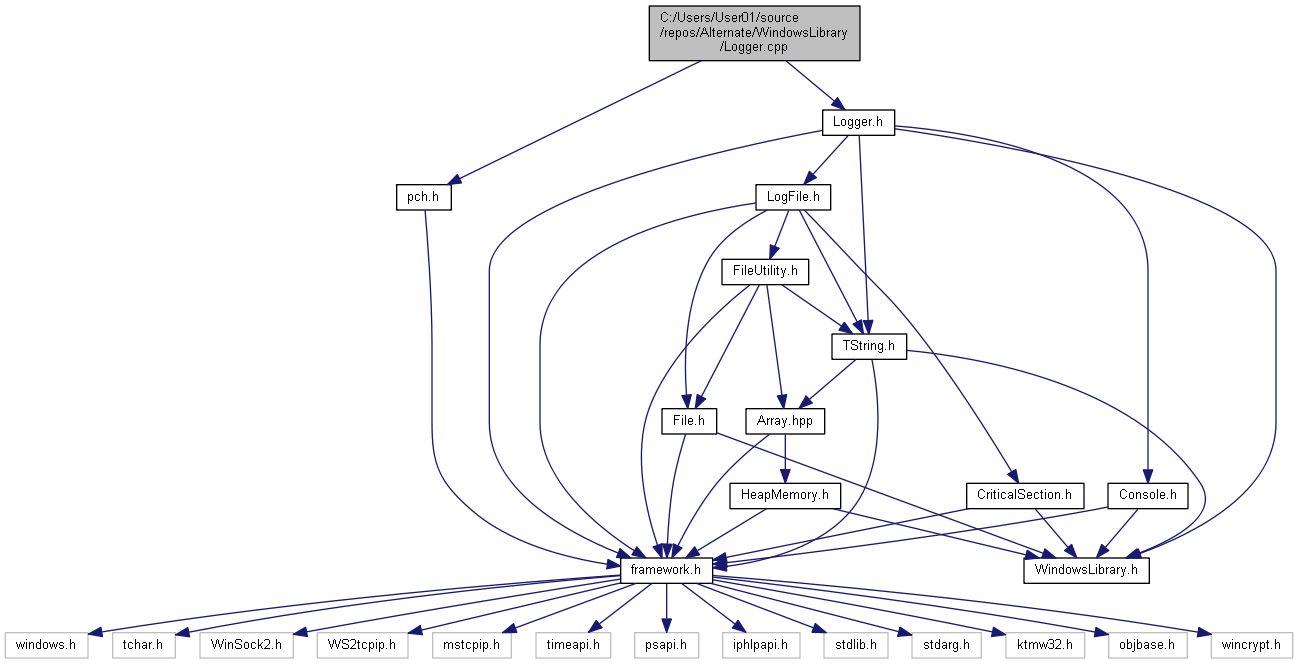 C:/Users/User01/source
/repos/Alternate/WindowsLibrary
/Logger.cpp
Logger.h
pch.h
LogFile.h
FileUtility.h
TString.h
File.h
Array.hpp
HeapMemory.h
CriticalSection.h
Console.h
framework.h
WindowsLibrary.h
windows.h
tchar.h
WinSock2.h
WS2tcpip.h
mstcpip.h
timeapi.h
psapi.h
iphlpapi.h
stdlib.h
stdarg.h
ktmw32.h
objbase.h
wincrypt.h